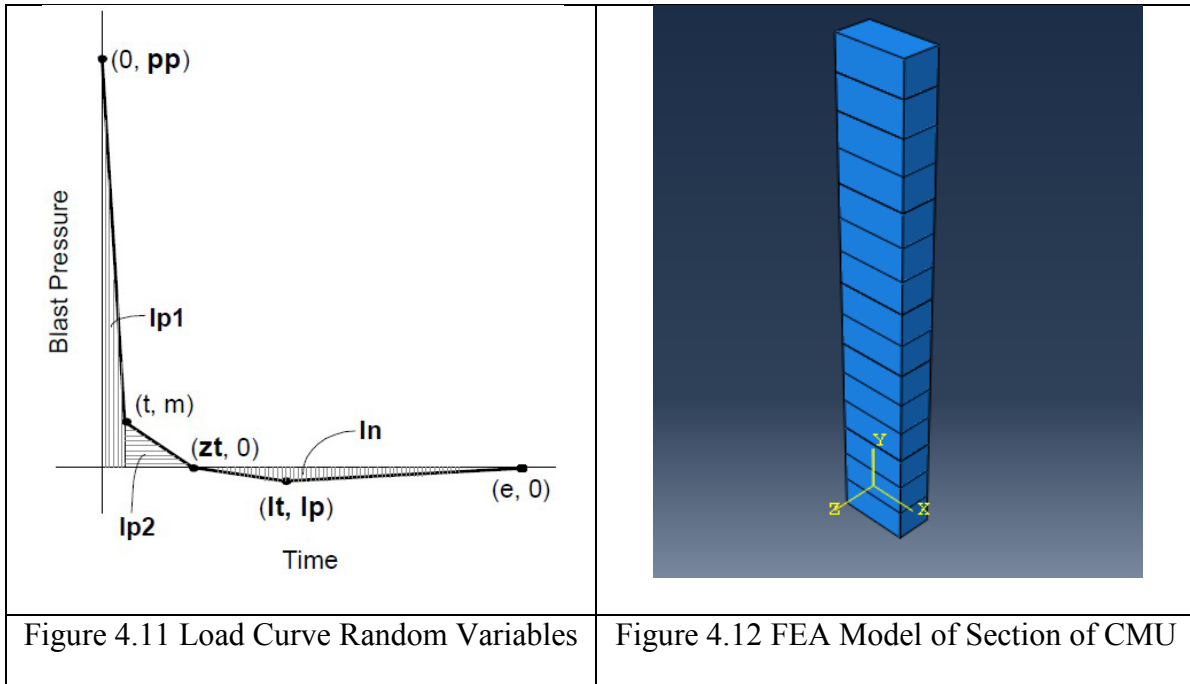 (0, pp)
Blast Pressure
Ip1
(t, m)
In
(zt, 0)
(e, 0)
(lt, lp)
Ip2
Time
Y
Z
X
Figure 4.11 Load Curve Random Variables
Figure 4.12 FEA Model of Section of CMU